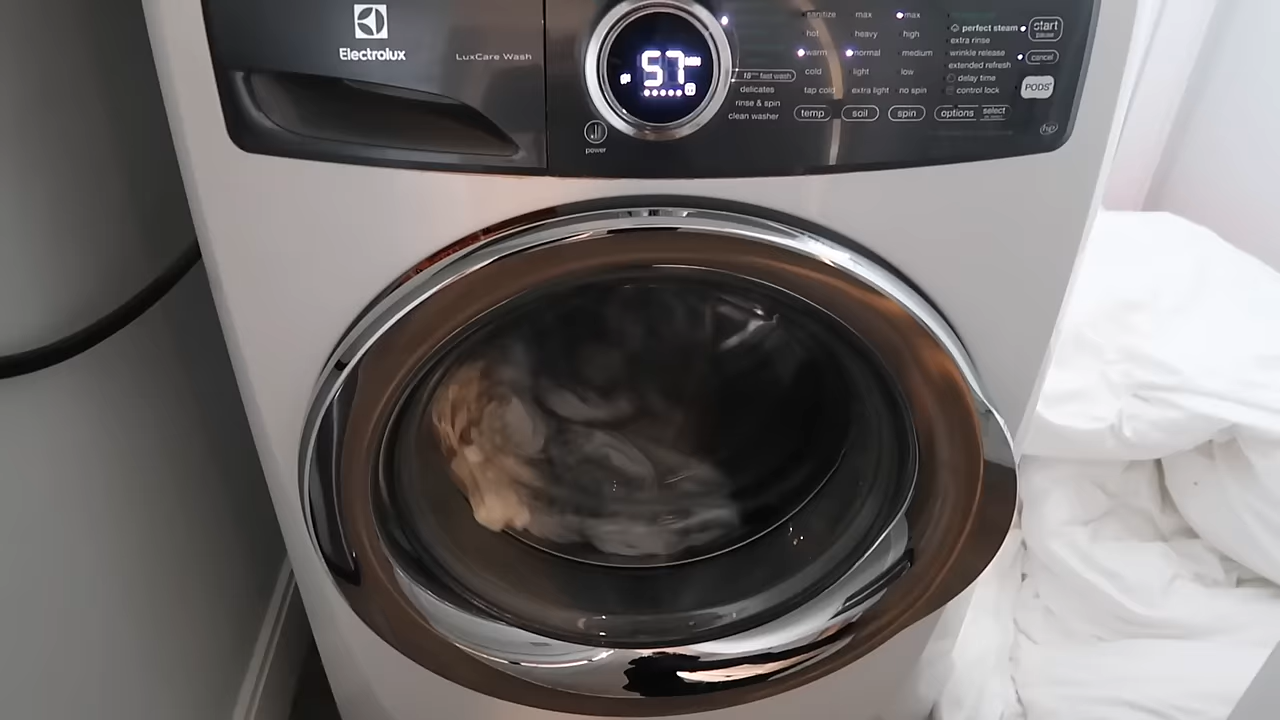 Electrolux
LuxCare Wash
57 MIN
power
18min fast wash
delicates
rinse & spin
clean washer
sanitize
hot
warm
cold
tap cold
temp
max
heavy
normal
light
extra light
soil
max
high
medium
low
no spin
spin
perfect steam
extra rinse
wrinkle release
extended refresh
delay time
control lock
options
select
start
pause
cancel
PODS